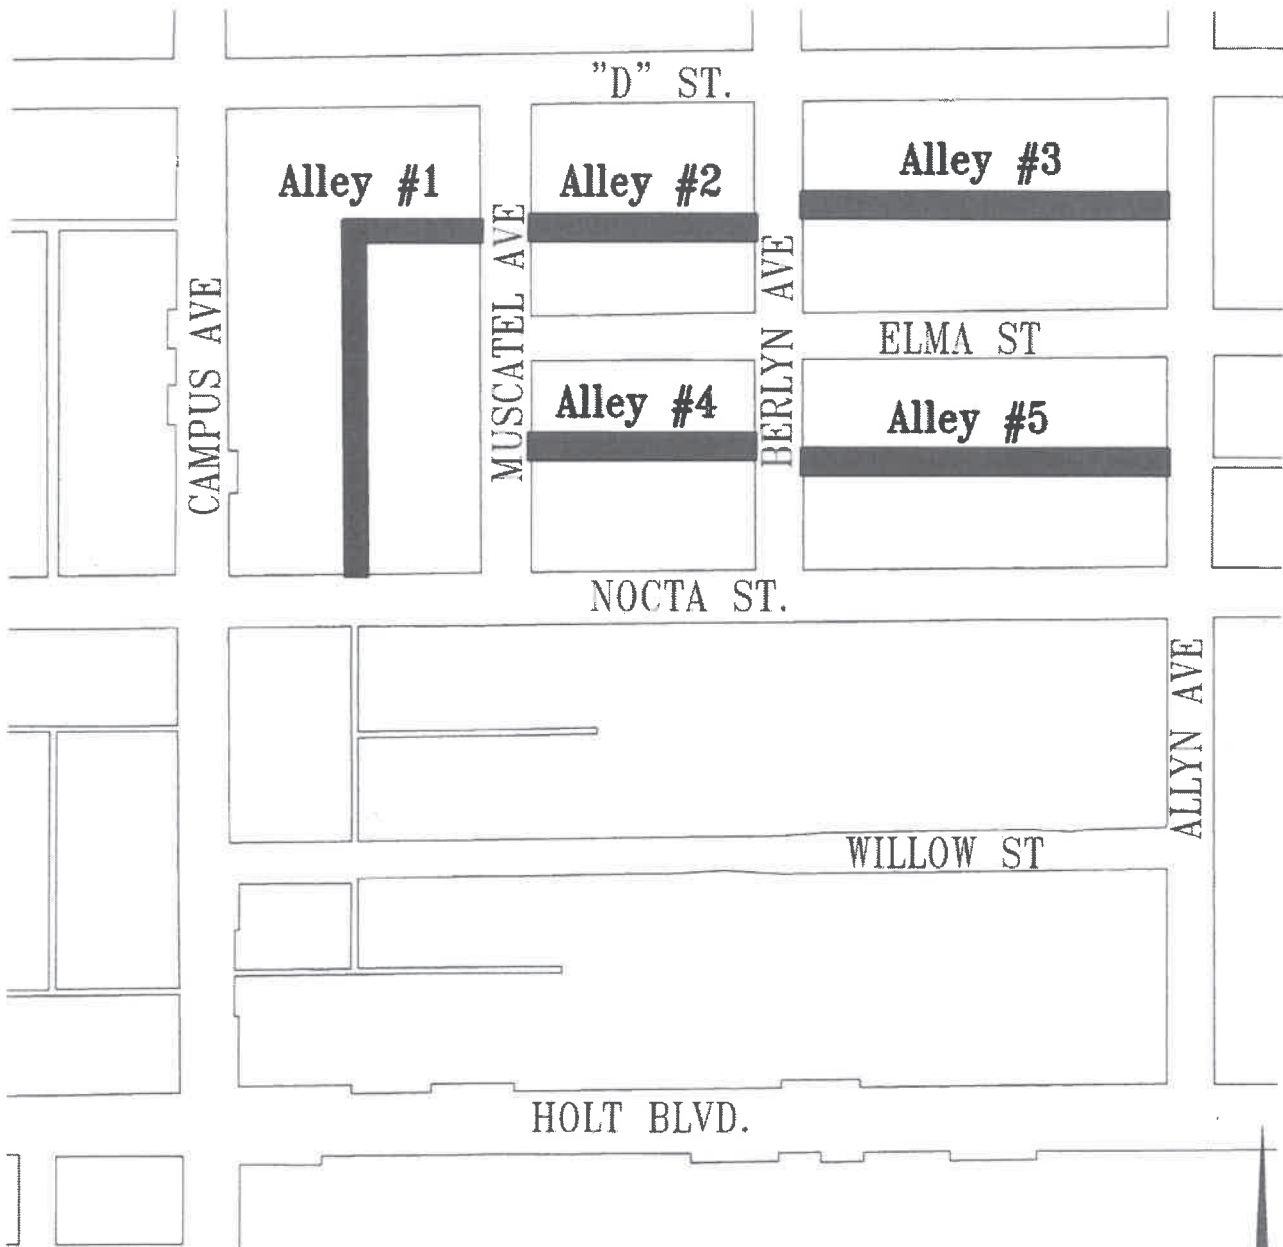 "D" ST.
Alley #1
Alley #2
Alley #3
CAMPUS AVE
MUSCATEL AVE
BERLYN AVE
ELMA ST
Alley #4
Alley #5
NOCTA ST.
ALLYN AVE
WILLOW ST
HOLT BLVD.